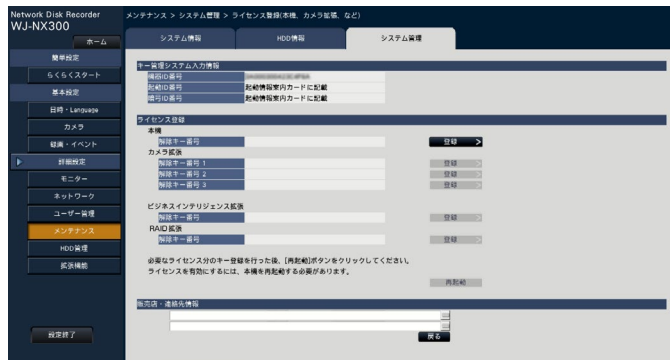 Network Disk Recorder
WJ-NX300
ホーム
メンテナンス > システム管理 > ライセンス登録(本機、カメラ拡張、など)
システム情報
HDD情報
システム管理
簡単設定
らくらくスタート
基本設定
日時・Language
カメラ
録画・イベント
詳細設定
モニター
ネットワーク
ユーザー管理
メンテナンス
HDD管理
拡張機能
設定終了
キー管理システム入力情報
機器ID番号
起動ID番号 起動情報案内カードに記載
暗号ID番号 起動情報案内カードに記載
ライセンス登録
本機
解除キー番号 登録 >
カメラ拡張
解除キー番号 1 登録 >
解除キー番号 2 登録 >
解除キー番号 3 登録 >
ビジネスインテリジェンス拡張
解除キー番号 登録 >
RAID拡張
解除キー番号 登録 >
必要なライセンス分のキー登録を行った後、[再起動]ボタンをクリックしてください。
ライセンスを有効にするには、本機を再起動する必要があります。
再起動
販売店・連絡先情報
戻る